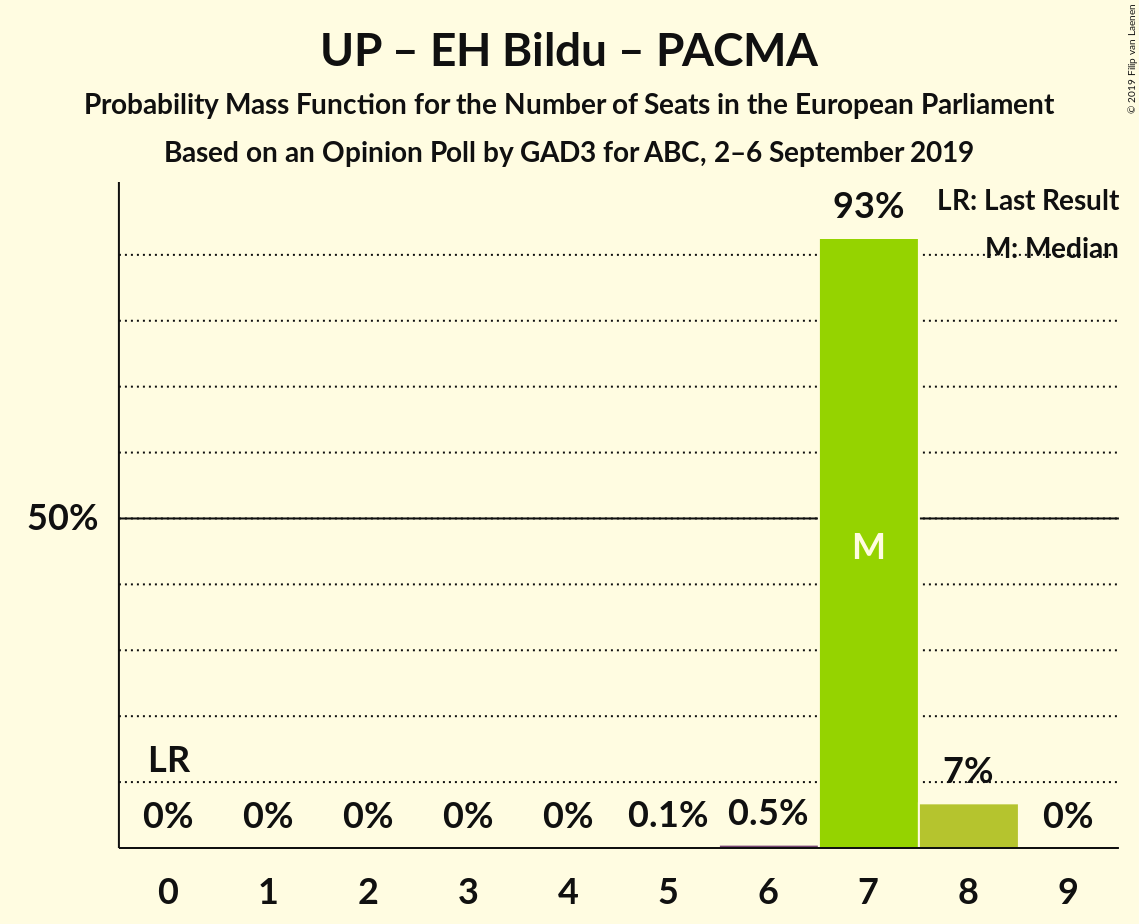 UP – EH Bildu – PACMA
Probability Mass Function for the Number of Seats in the European Parliament
Based on an Opinion Poll by GAD3 for ABC, 2–6 September 2019
© 2019 Filip van Laenen
LR: Last Result
M: Median
93%
50%
M
LR
7%
0% 0% 0% 0% 0% 0.1% 0.5% 0%
0 1 2 3 4 5 6 7 8 9